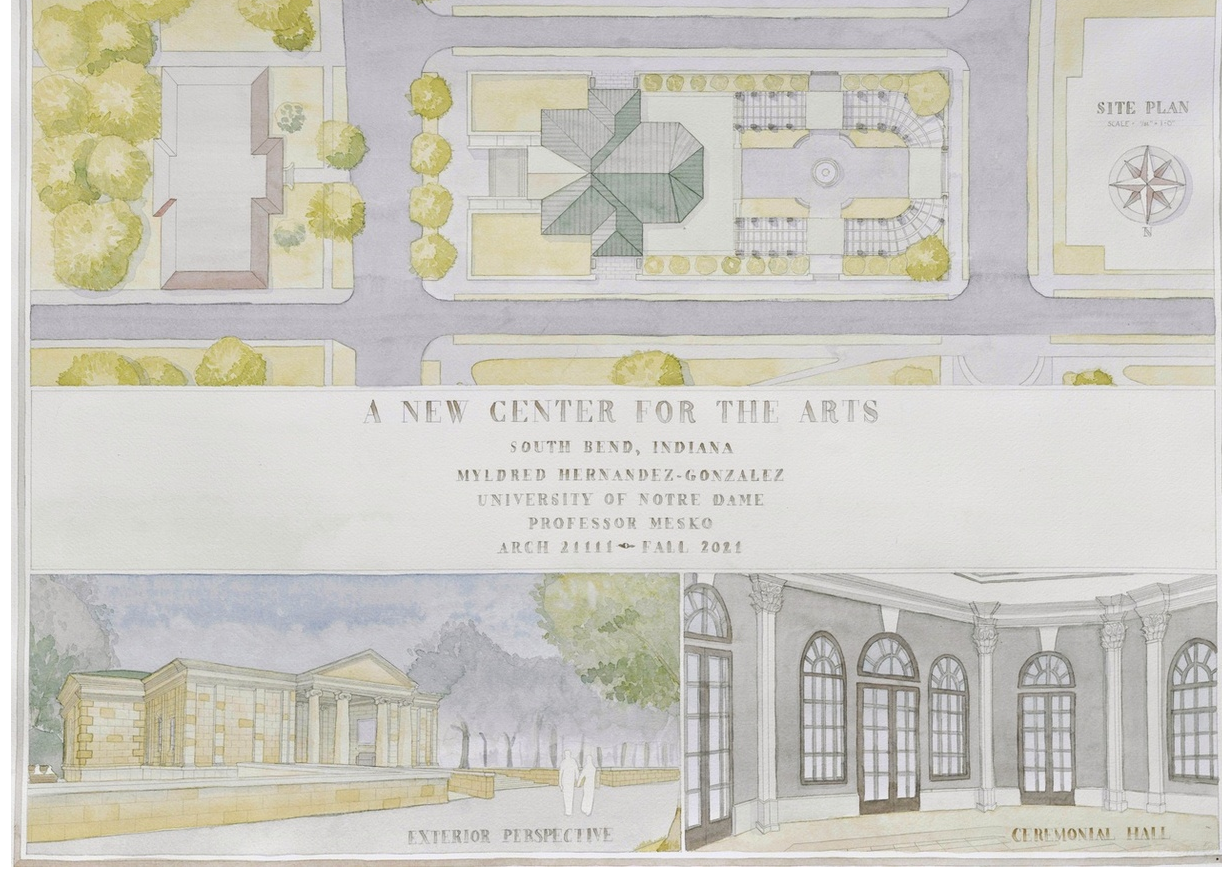 SITE PLAN
N
A NEW CENTER FOR THE ARTS
SOUTH BEND, INDIANA
MYLDRED HERNANDEZ-GONZALEZ
UNIVERSITY OF NOTRE DAME
PROFESSOR MESKO
ARCH 21111 FALL 2021
EXTERIOR PERSPECTIVE
CEREMONIAL HALL